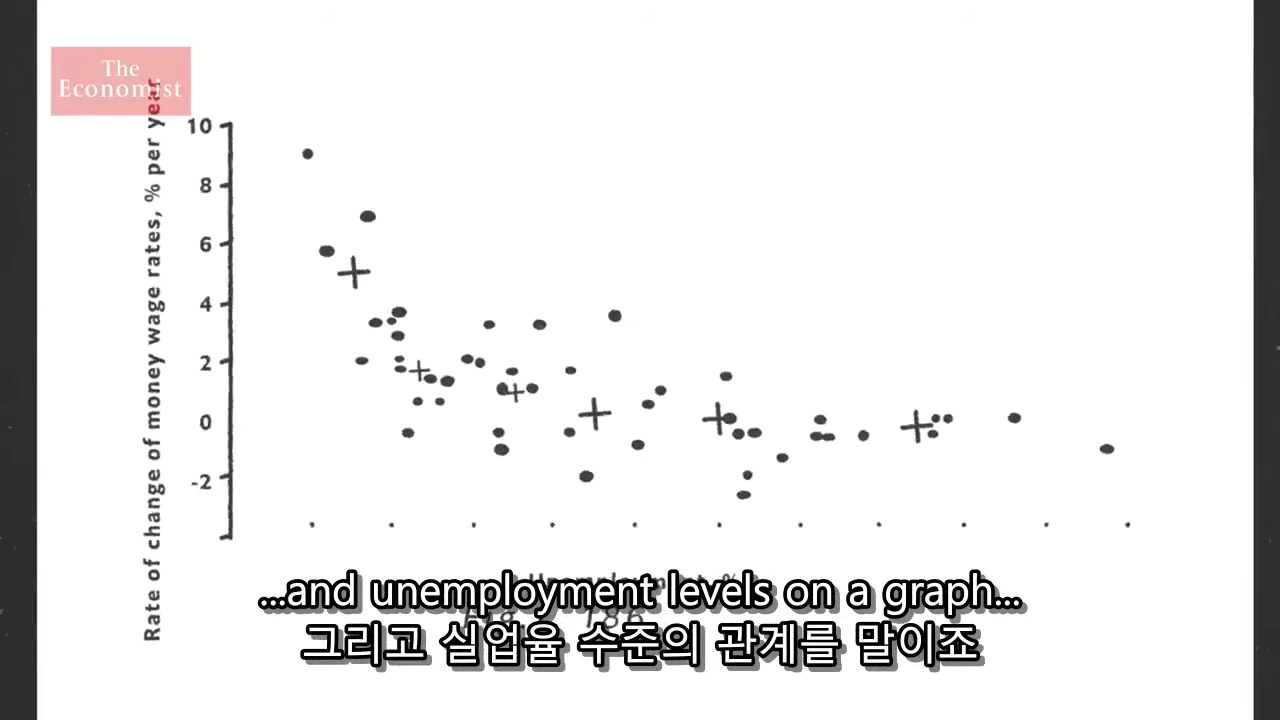 The
Economist
Rate of change of money wage rates, % per year
10
8
6
4
2
0
-2
...and unemployment levels on a graph...
그리고 실업율 수준의 관계를 말이죠